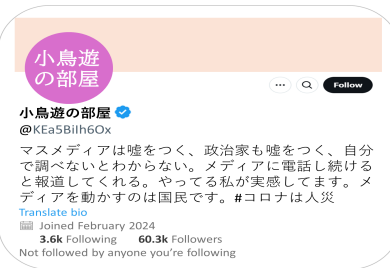 小鳥遊
の部屋
Follow
小鳥遊の部屋
@KEa5BiIh6Ox
マスメディアは嘘をつく、政治家も嘘をつく、自分
で調べないとわからない。メディアに電話し続ける
と報道してくれる。やってる私が実感してます。メ
ディアを動かすのは国民です。#コロナは人災
Translate bio
Joined February 2024
3.6k Following 60.3k Followers
Not followed by anyone you're following